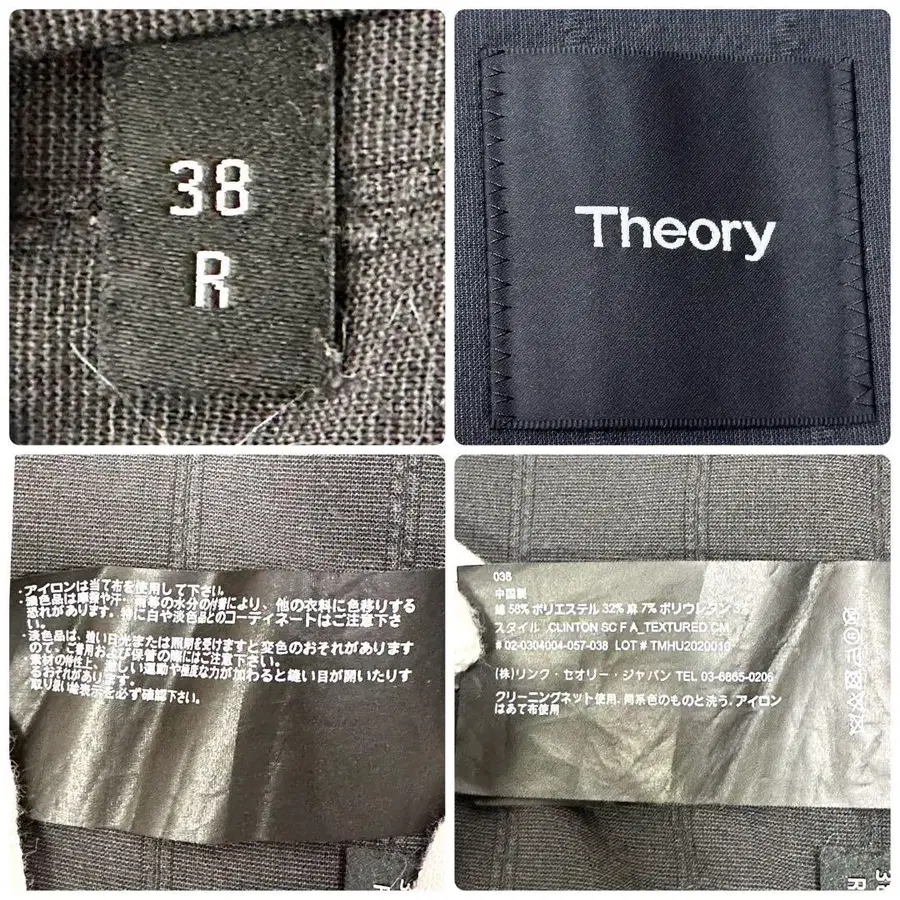 38
R
Theory
・アイロンは当て布を使用して下さい。
・濃色品は摩擦や汗、雨等の水分の付着により、他の衣料に色移りする
恐れがあります。特に白や淡色品とのコーディネートはご注意下さ
い。
・淡色品は、強い日光または照明を受けますと変色のおそれがあります
ので、ご着用および保管の際にはご注意下さい。
・素材の特性上、激しい運動や極度な力が加わると縫い目が開いたりす
るおそれがあります。
取り扱い絵表示を必ず確認下さい。
038
中国製
綿 58% ポリエステル 32% 麻 7% ポリウレタン 3%
スタイル CLINTON SC F A_TEXTURED CM
# 02-0304004-057-038 LOT # TMHU2020010
(株)リンク・セオリー・ジャパン TEL 03-6865-0206
クリーニングネット使用、同系色のものと洗う、アイロン
はあて布使用
38
R
38
R